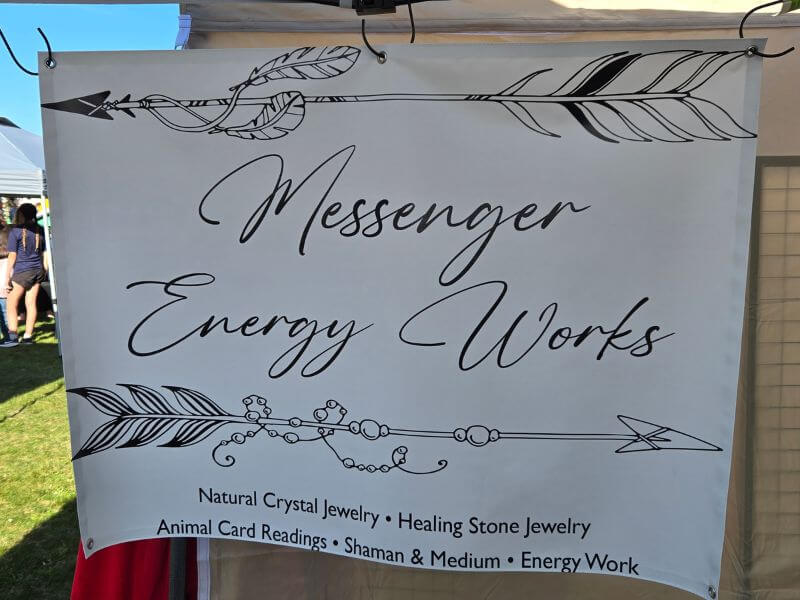 Messenger
Energy Works
Natural Crystal Jewelry • Healing Stone Jewelry
Animal Card Readings • Shaman & Medium • Energy Work